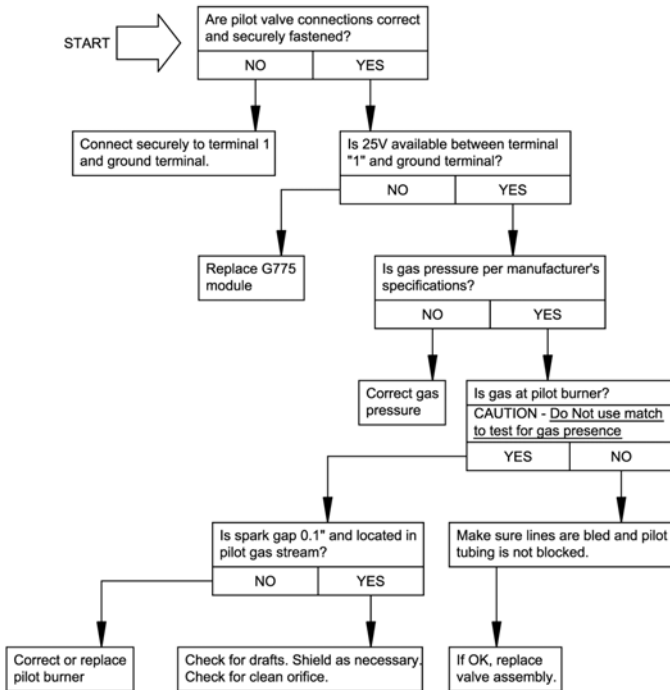 Are pilot valve connections correct
and securely fastened?
START
NO
YES
Connect securely to terminal 1
and ground terminal.
Is 25V available between terminal
"1" and ground terminal?
NO
YES
Replace G775
module
Is gas pressure per manufacturer's
specifications?
NO
YES
Correct gas
pressure
Is gas at pilot burner?
CAUTION - Do Not use match
to test for gas presence
YES
NO
Is spark gap 0.1" and located in
pilot gas stream?
NO
YES
Make sure lines are bled and pilot
tubing is not blocked.
Correct or replace
pilot burner
Check for drafts. Shield as necessary.
Check for clean orifice.
If OK, replace
valve assembly.